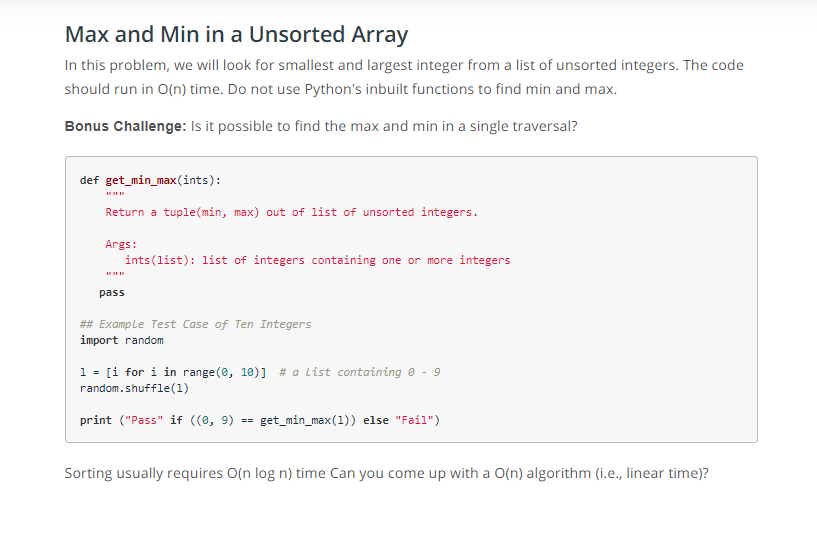 Max and Min in a Unsorted Array
In this problem, we will look for smallest and largest integer from a list of unsorted integers. The code
should run in O(n) time. Do not use Python's inbuilt functions to find min and max.
Bonus Challenge: Is it possible to find the max and min in a single traversal?
def get_min_max(ints):
"""
Return a tuple(min, max) out of list of unsorted integers.
Args:
ints(list): list of integers containing one or more integers
"""
pass
## Example Test Case of Ten Integers
import random
l = [i for i in range(0, 10)]  # a list containing 0 - 9
random.shuffle(l)
print ("Pass" if ((0, 9) == get_min_max(l)) else "Fail")
Sorting usually requires O(n log n) time Can you come up with a O(n) algorithm (i.e., linear time)?